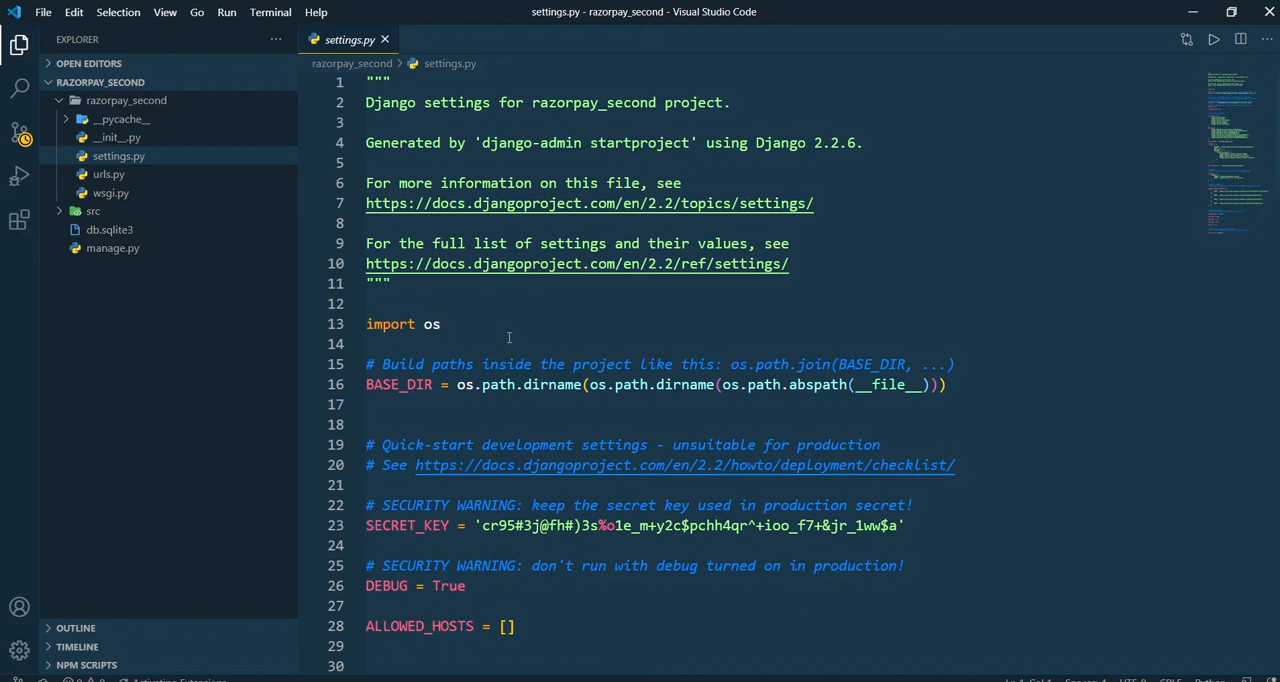 File Edit Selection View Go Run Terminal Help
settings.py - razorpay_second - Visual Studio Code
EXPLORER
OPEN EDITORS
RAZORPAY_SECOND
razorpay_second
__pycache__
__init__.py
settings.py
urls.py
wsgi.py
src
db.sqlite3
manage.py
OUTLINE
TIMELINE
NPM SCRIPTS
settings.py
razorpay_second > settings.py
1 """
2 Django settings for razorpay_second project.
3
4 Generated by 'django-admin startproject' using Django 2.2.6.
5
6 For more information on this file, see
7 https://docs.djangoproject.com/en/2.2/topics/settings/
8
9 For the full list of settings and their values, see
10 https://docs.djangoproject.com/en/2.2/ref/settings/
11 """
12
13 import os
14
15 # Build paths inside the project like this: os.path.join(BASE_DIR, ...)
16 BASE_DIR = os.path.dirname(os.path.dirname(os.path.abspath(__file__)))
17
18
19 # Quick-start development settings - unsuitable for production
20 # See https://docs.djangoproject.com/en/2.2/howto/deployment/checklist/
21
22 # SECURITY WARNING: keep the secret key used in production secret!
23 SECRET_KEY = 'cr95#3j@fh#)3s%o1e_m+y2c$pchh4qr^+ioo_f7+&jr_1ww$a'
24
25 # SECURITY WARNING: don't run with debug turned on in production!
26 DEBUG = True
27
28 ALLOWED_HOSTS = []
29
30